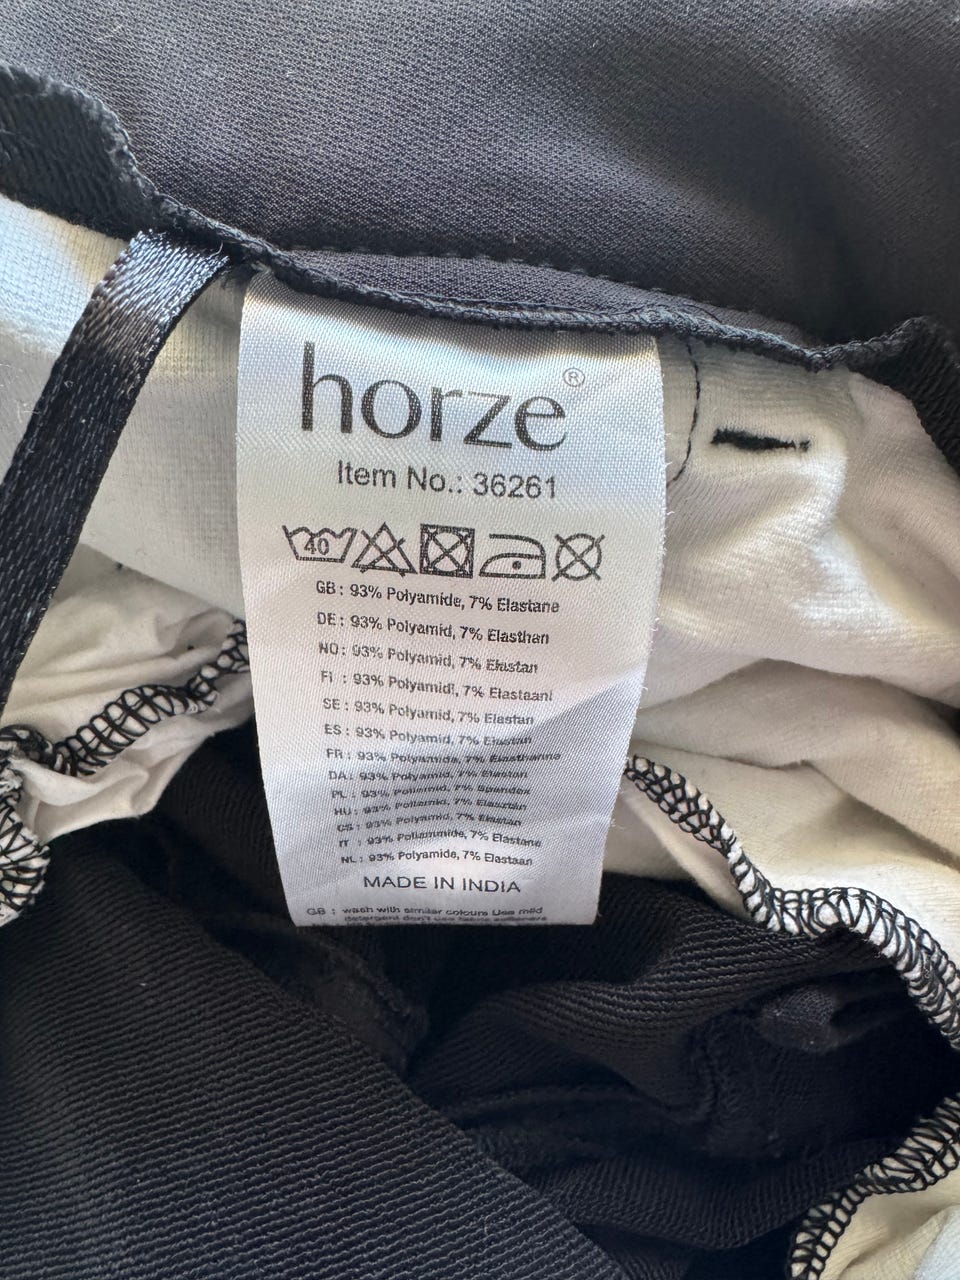 horze®
Item No.: 36261
40
GB: 93% Polyamide, 7% Elastane
DE: 93% Polyamid, 7% Elasthan
NO: 93% Polyamid, 7% Elastan
FI: 93% Polyamidi, 7% Elastaani
SE: 93% Polyamid, 7% Elastan
ES: 93% Polyamid, 7% Elastan
FR: 93% Polyamide, 7% Elasthanne
DA: 93% Polyamid, 7% Elastan
PL: 93% Poliamid, 7% Spandex
HU: 93% Poliamid, 7% Elasztán
CS: 93% Polyamid, 7% Elastan
IT: 93% Poliammide, 7% Elastane
NL: 93% Polyamide, 7% Elastaan
MADE IN INDIA
GB: wash with similar colours Use mild
detergent don't use fabric softeners